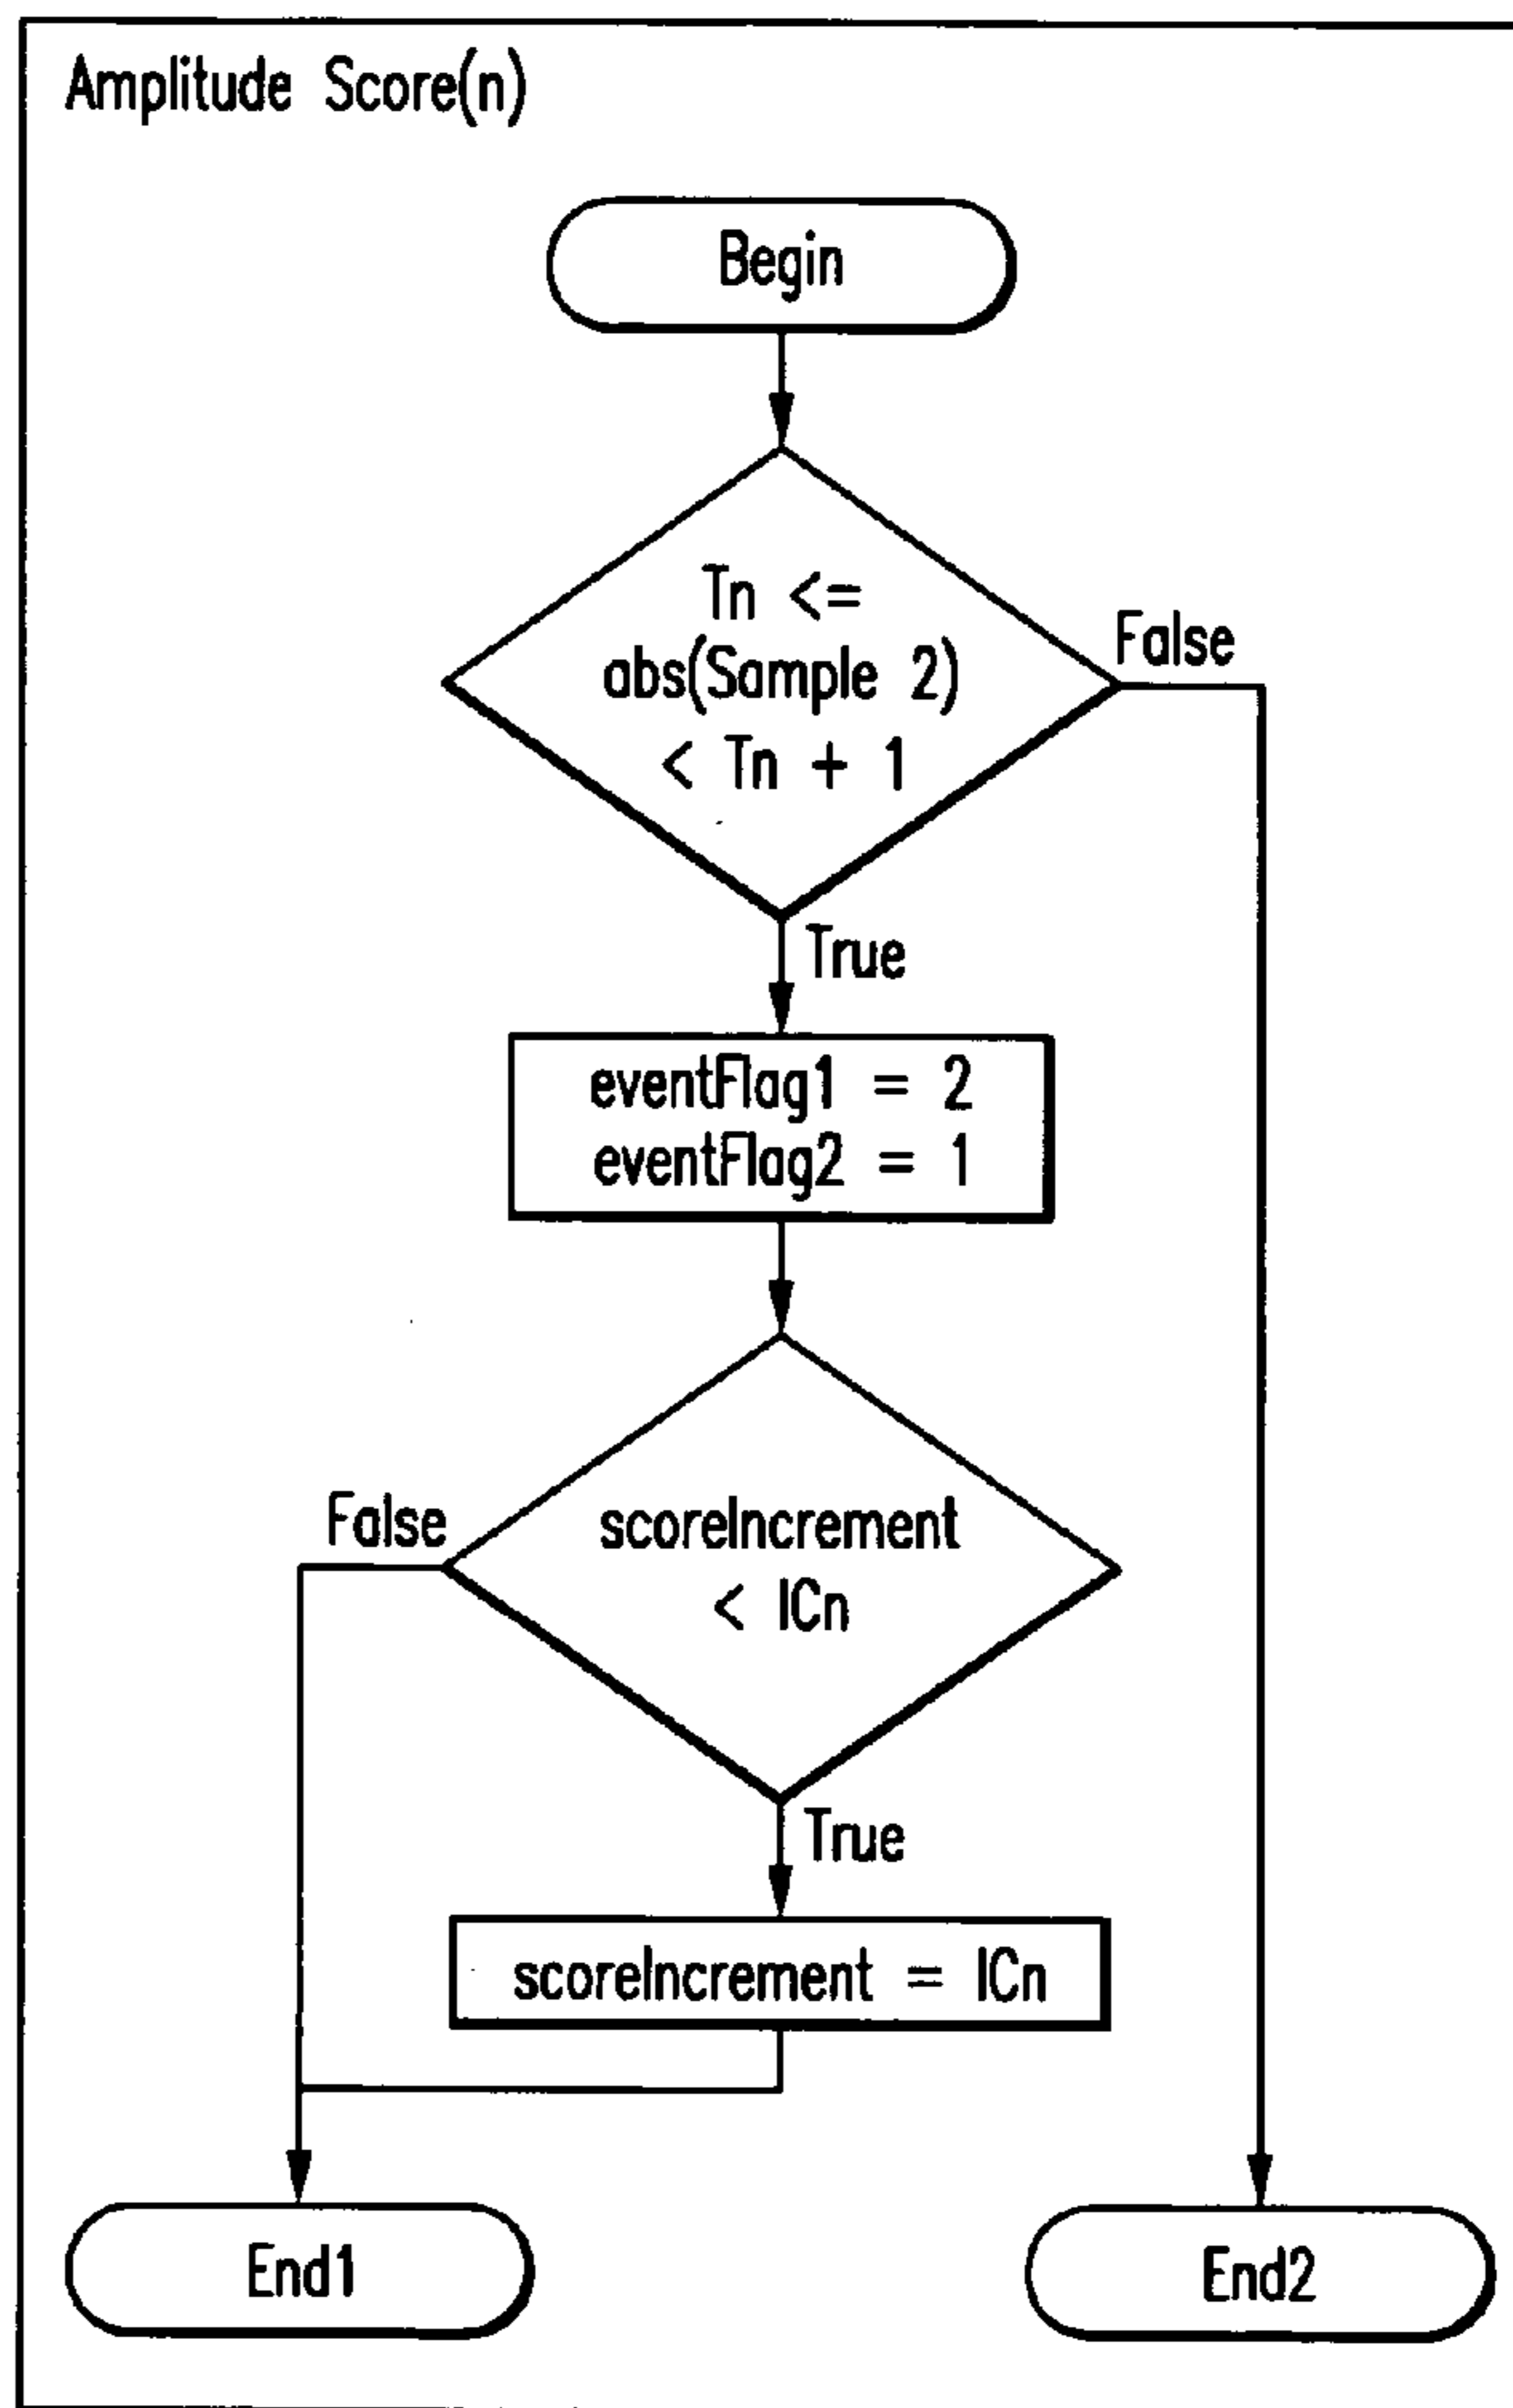 Amplitude Score(n)
Begin
Tn <=
abs(Sample 2)
< Tn + 1
False
True
eventFlag1 = 2
eventFlag2 = 1
False
scoreIncrement
< ICn
True
scoreIncrement = ICn
End1
End2